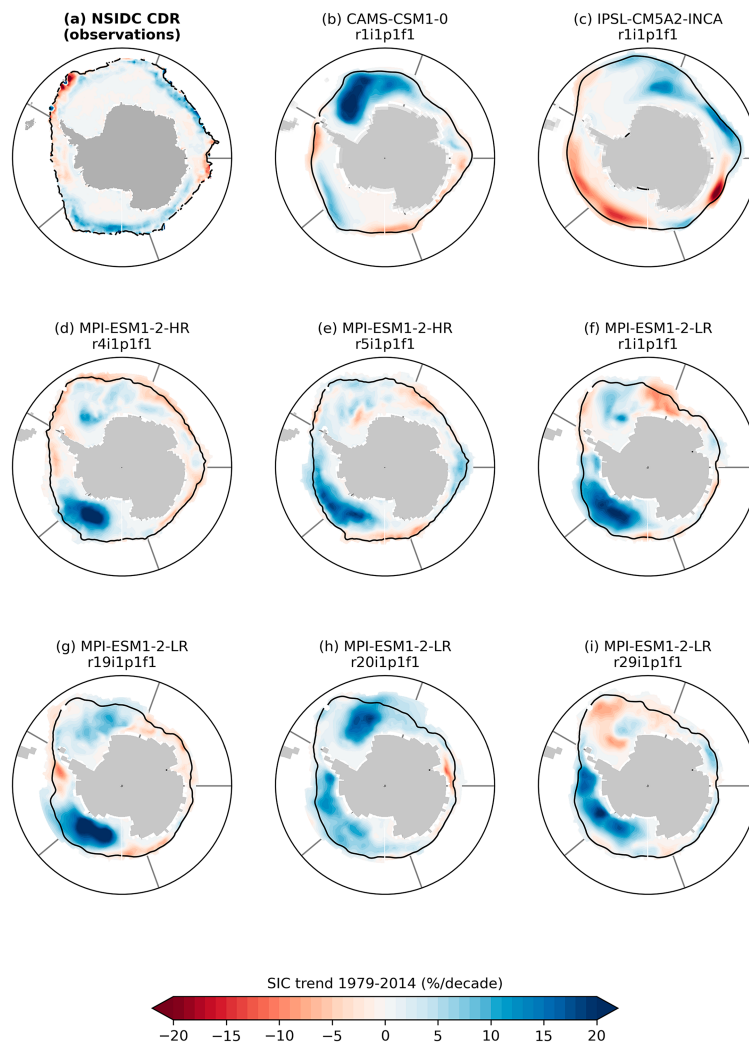 (a) NSIDC CDR
(observations)
(b) CAMS-CSM1-0
r1i1p1f1
(c) IPSL-CM5A2-INCA
r1i1p1f1
(d) MPI-ESM1-2-HR
r4i1p1f1
(e) MPI-ESM1-2-HR
r5i1p1f1
(f) MPI-ESM1-2-LR
r1i1p1f1
(g) MPI-ESM1-2-LR
r19i1p1f1
(h) MPI-ESM1-2-LR
r20i1p1f1
(i) MPI-ESM1-2-LR
r29i1p1f1
SIC trend 1979-2014 (%/decade)
−20 −15 −10 −5 0 5 10 15 20